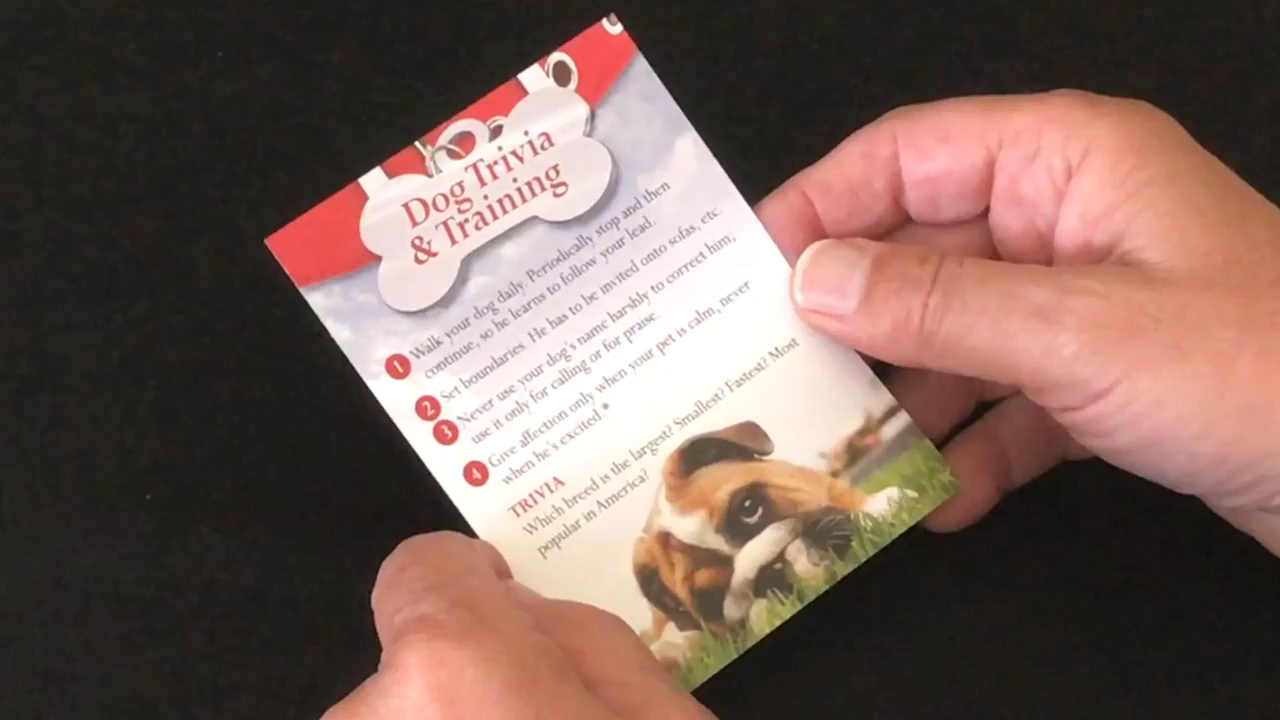 Dog Trivia
& Training
1 Walk your dog daily. Periodically stop and then
continue, so he learns to follow your lead.
2 Set boundaries. He has to be invited onto sofas, etc.
3 Never use your dog's name harshly to correct him,
use it only for calling or for praise.
4 Give affection only when your pet is calm, never
when he's excited.*
TRIVIA
Which breed is the largest? Smallest? Fastest? Most
popular in America?